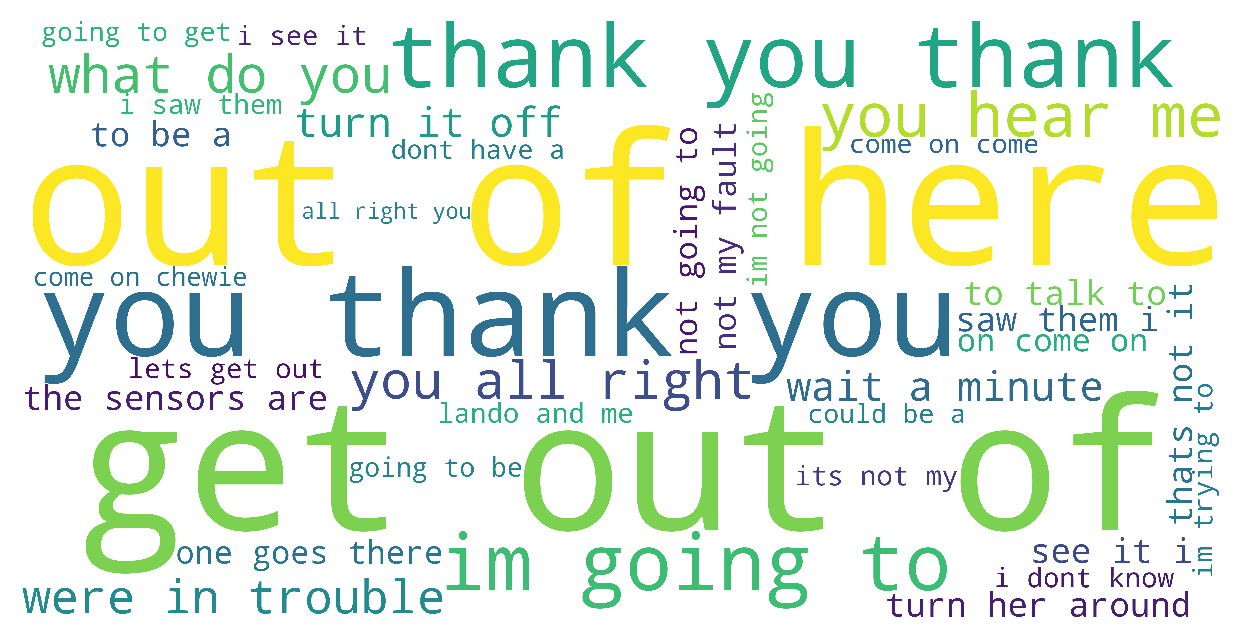 going to get
i see it
thank you thank
what do you
i saw them
turn it off
you hear me
to be a
dont have a
come on come
out of here
all right you
not going to
not my fault
im not going
come on chewie
you thank you
to talk to
saw them i
on come on
lets get out
the sensors are
you all right
wait a minute
thats not it
im trying to
get out of
lando and me
could be a
going to be
its not my
one goes there
im going to
see it i
i dont know
were in trouble
turn her around